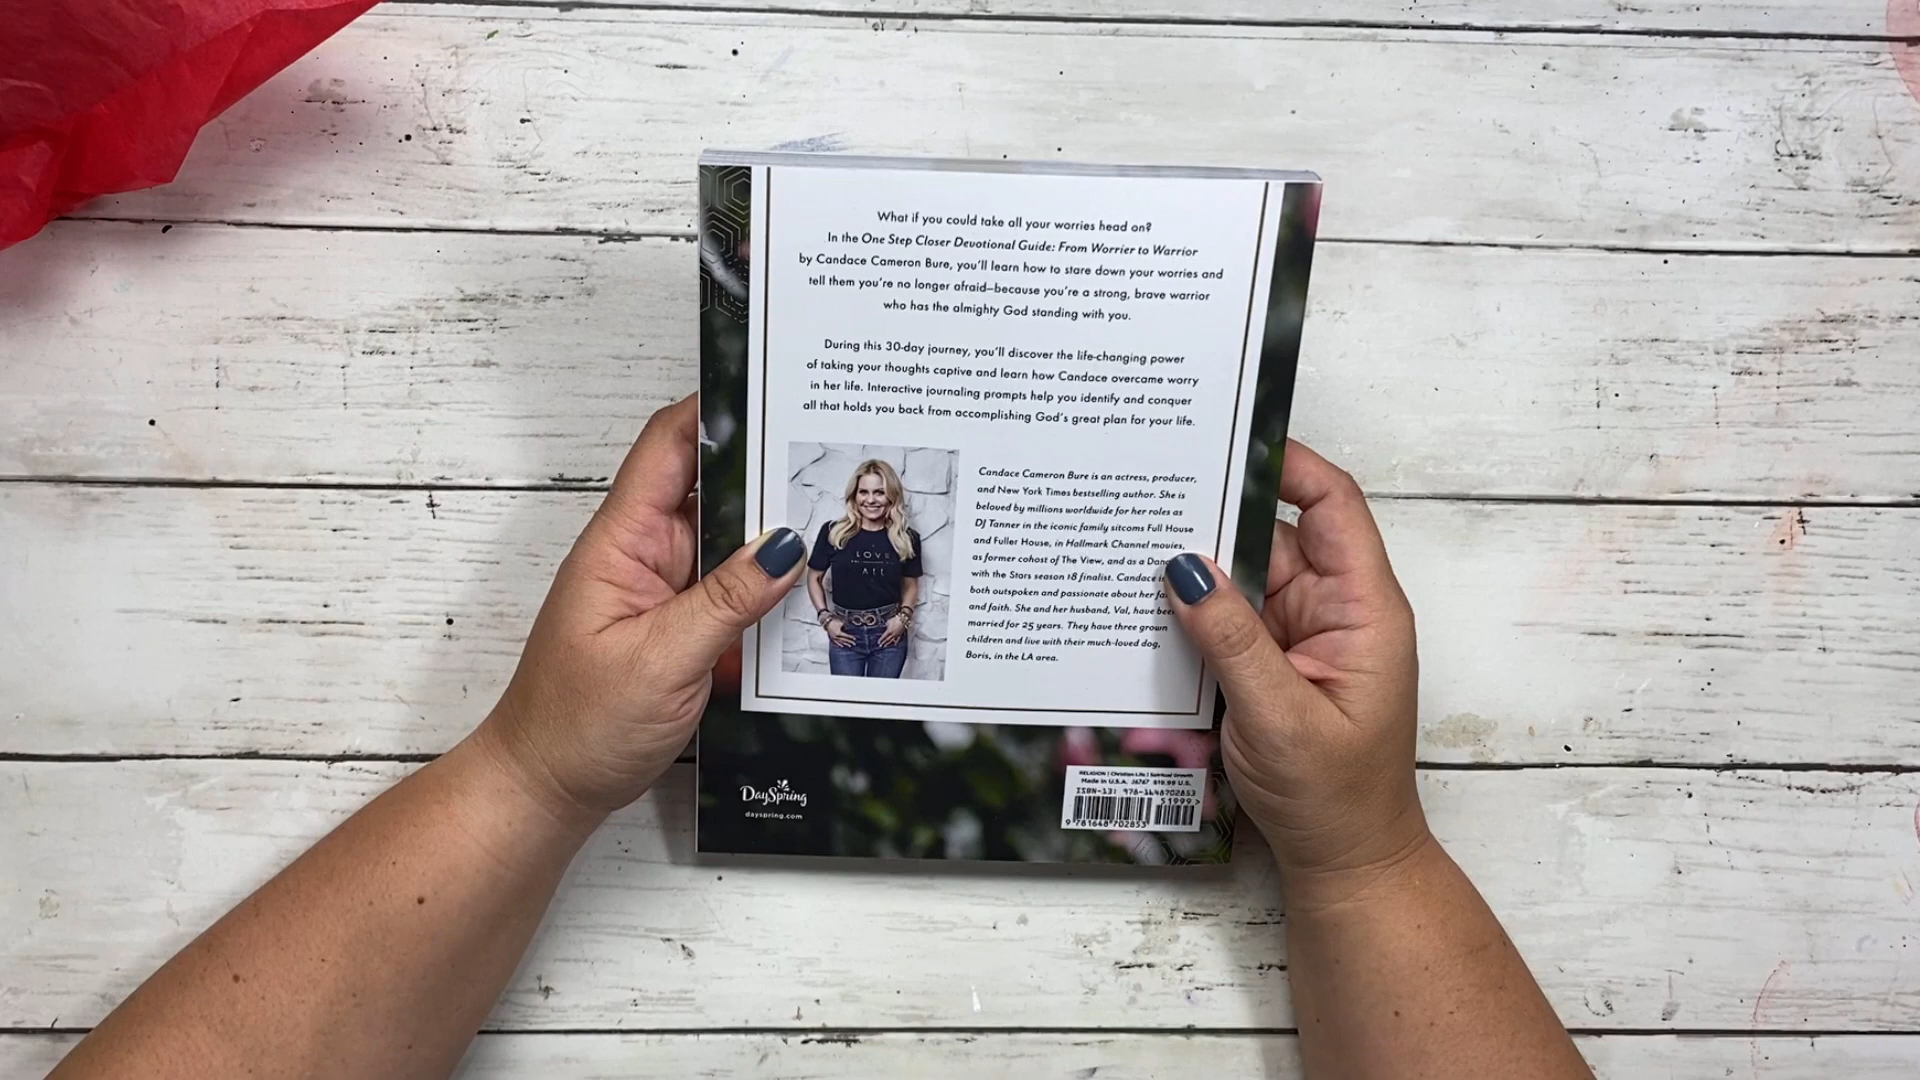 What if you could take all your worries head on?
In the One Step Closer Devotional Guide: From Worrier to Warrior
by Candace Cameron Bure, you'll learn how to stare down your worries and
tell them you're no longer afraid—because you're a strong, brave warrior
who has the almighty God standing with you.
During this 30-day journey, you'll discover the life-changing power
of taking your thoughts captive and learn how Candace overcame worry
in her life. Interactive journaling prompts help you identify and conquer
all that holds you back from accomplishing God's great plan for your life.
LOVE
ALL
Candace Cameron Bure is an actress, producer,
and New York Times bestselling author. She is
beloved by millions worldwide for her roles as
DJ Tanner in the iconic family sitcoms Full House
and Fuller House, in Hallmark Channel movies,
as former cohost of The View, and as a
with the Stars season 18 finalist. Candace
both outspoken and passionate about her
and faith. She and her husband, Val, have
married for 25 years. They have three grown
children and live with their much-loved dog,
Boris, in the LA area.
DaySpring
dayspring.com
RELIGION | Christian Life | Spiritual Growth
Made in U.S.A. J6767 $19.99 U.S.
ISBN-13: 978-1648702853
51999>
9 781648 702853